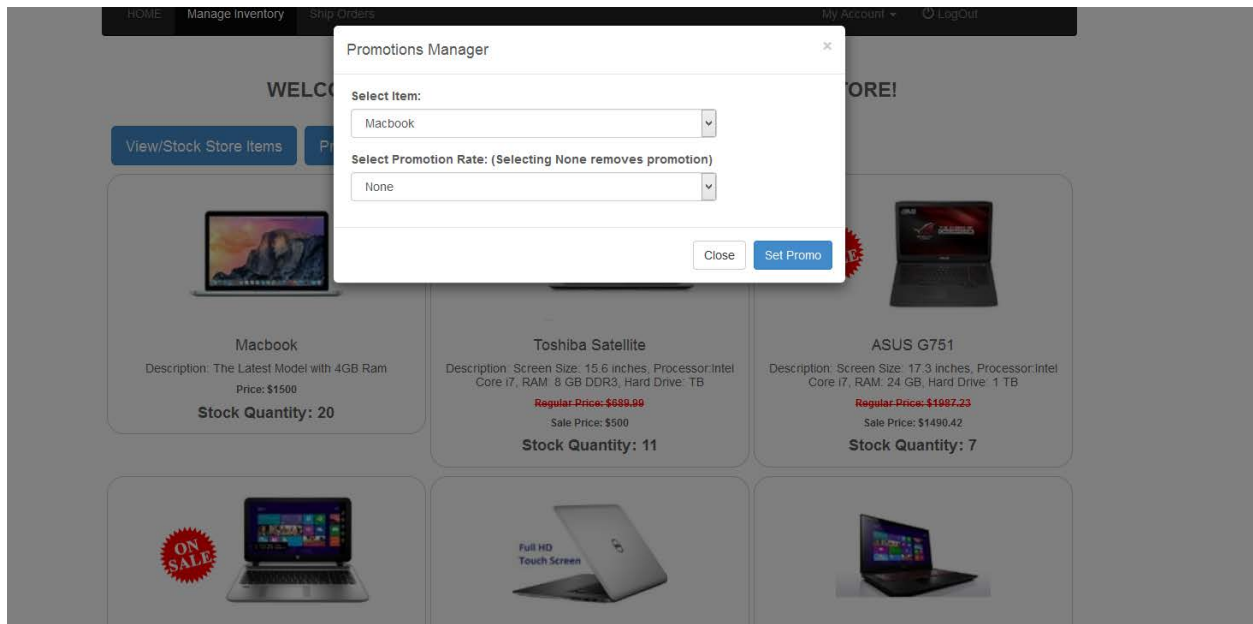 HOME Manage Inventory Ship Orders My Account LogOut
Promotions Manager ×
WELCO ORE!
Select Item:
Macbook
View/Stock Store Items Pr
Select Promotion Rate: (Selecting None removes promotion)
None
Close Set Promo
Macbook
Description: The Latest Model with 4GB Ram
Price: $1500
Stock Quantity: 20
Toshiba Satellite
Description: Screen Size: 15.6 inches, Processor:Intel
Core i7, RAM: 8 GB DDR3, Hard Drive: TB
Regular Price: $689.99
Sale Price: $500
Stock Quantity: 11
ASUS G751
Description: Screen Size: 17.3 inches, Processor:Intel
Core i7, RAM: 24 GB, Hard Drive: 1 TB
Regular Price: $1987.23
Sale Price: $1490.42
Stock Quantity: 7
ON
SALE
Full HD
Touch Screen